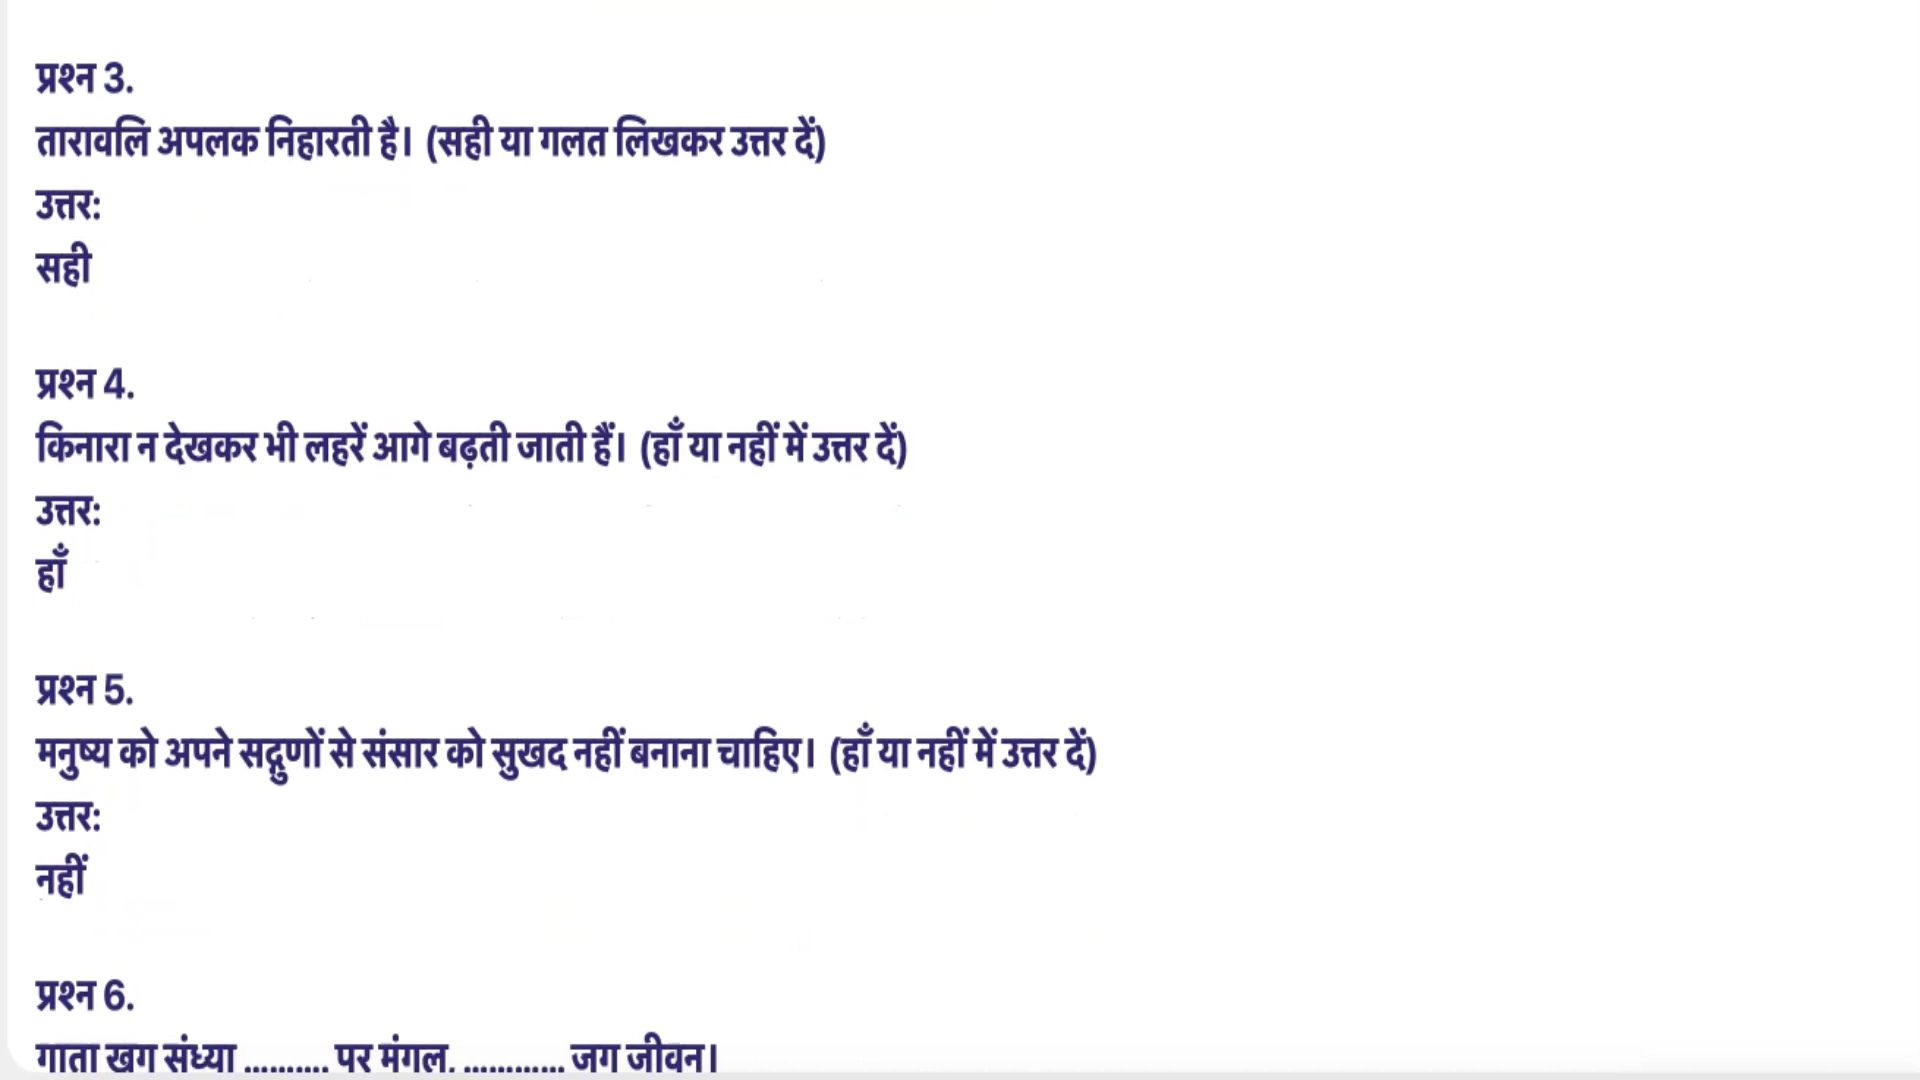 प्रश्न 3.
तारावलि अपलक निहारती है। (सही या गलत लिखकर उत्तर दें)
उत्तर:
सही
प्रश्न 4.
किनारा न देखकर भी लहरें आगे बढ़ती जाती हैं। (हाँ या नहीं में उत्तर दें)
उत्तर:
हाँ
प्रश्न 5.
मनुष्य को अपने सद्गुणों से संसार को सुखद नहीं बनाना चाहिए। (हाँ या नहीं में उत्तर दें)
उत्तर:
नहीं
प्रश्न 6.
गाता खग संध्या .......... पर मंगल, ............ जग जीवन।